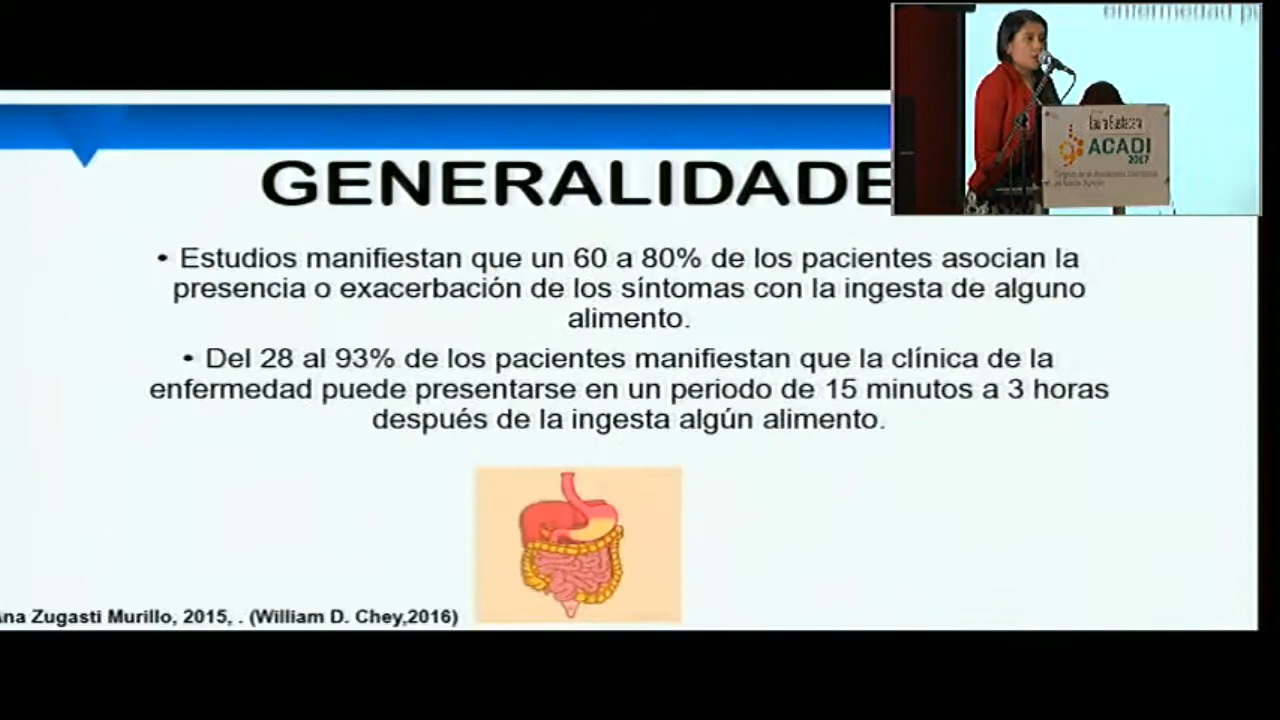 enfermedad
ACADI
2017
GENERALIDADE
• Estudios manifiestan que un 60 a 80% de los pacientes asocian la
presencia o exacerbación de los síntomas con la ingesta de alguno
alimento.
• Del 28 al 93% de los pacientes manifiestan que la clínica de la
enfermedad puede presentarse en un periodo de 15 minutos a 3 horas
después de la ingesta algún alimento.
Ana Zugasti Murillo, 2015, . (William D. Chey,2016)